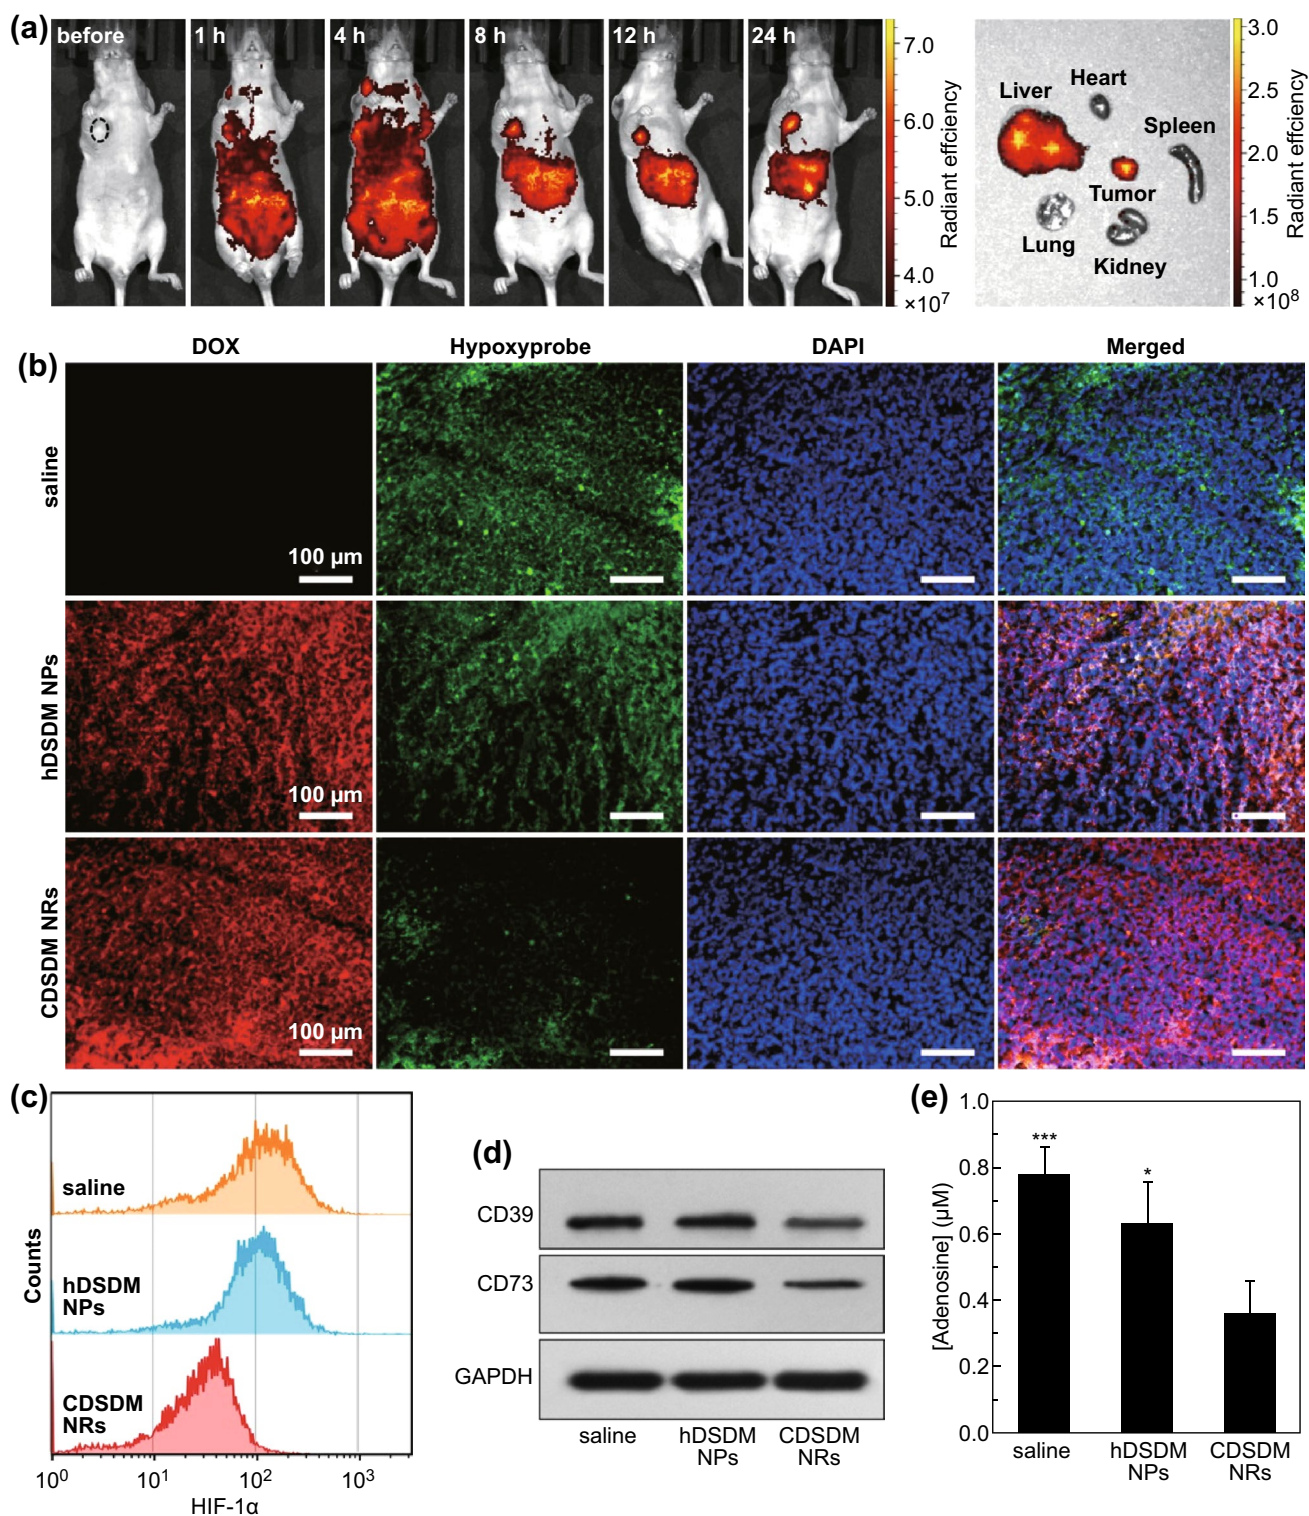 (a)
before
1 h
4 h
8 h
12 h
24 h
7.0
6.0
5.0
4.0
×10⁷
Radiant effciency
Liver
Heart
Spleen
Tumor
Lung
Kidney
3.0
2.5
2.0
1.5
1.0
×10⁸
Radiant effciency
(b)
DOX
Hypoxyprobe
DAPI
Merged
saline
100 µm
hDSDM NPs
100 µm
CDSDM NRs
100 µm
(c)
Counts
saline
hDSDM
NPs
CDSDM
NRs
10⁰
10¹
10²
10³
HIF-1α
(d)
CD39
CD73
GAPDH
saline
hDSDM
NPs
CDSDM
NRs
(e)
[Adenosine] (µM)
1.0
0.8
0.6
0.4
0.2
0.0
***
*
saline
hDSDM
NPs
CDSDM
NRs